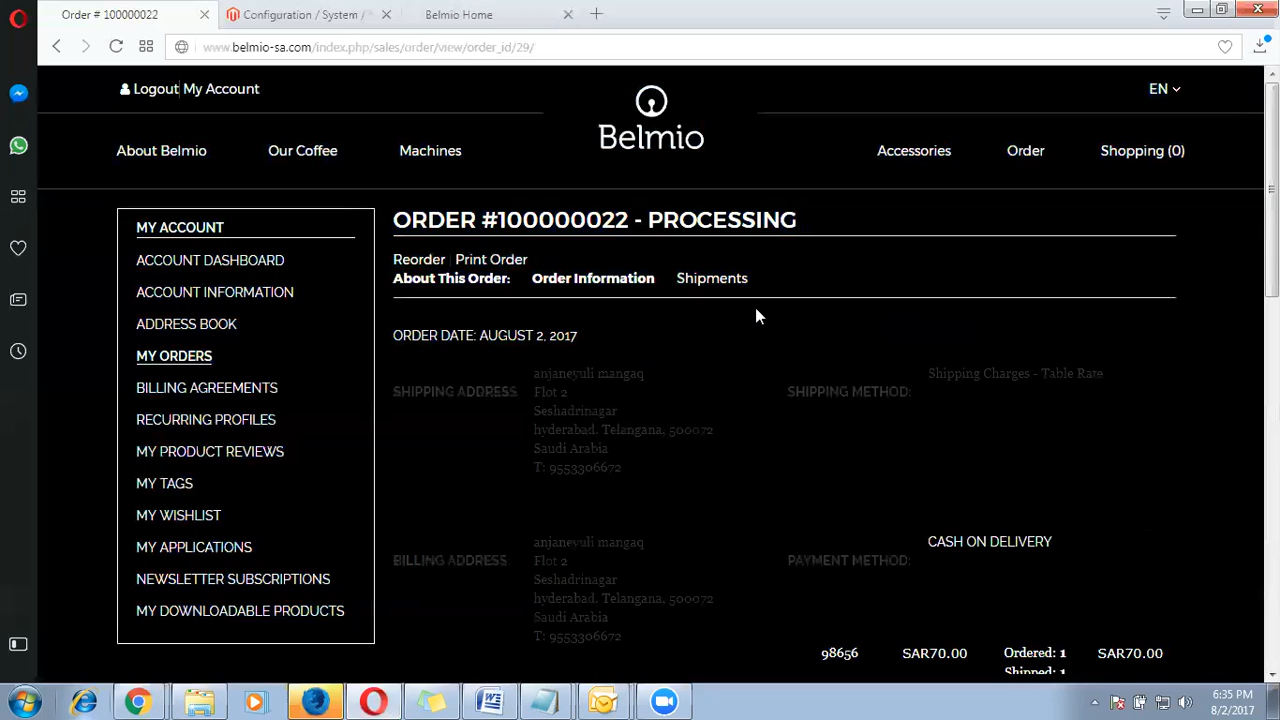 Order # 100000022
Configuration / System /
Belmio Home
www.belmio-sa.com/index.php/sales/order/view/order_id/29/
Logout My Account
EN
Belmio
About Belmio
Our Coffee
Machines
Accessories
Order
Shopping (0)
MY ACCOUNT
ACCOUNT DASHBOARD
ACCOUNT INFORMATION
ADDRESS BOOK
MY ORDERS
BILLING AGREEMENTS
RECURRING PROFILES
MY PRODUCT REVIEWS
MY TAGS
MY WISHLIST
MY APPLICATIONS
NEWSLETTER SUBSCRIPTIONS
MY DOWNLOADABLE PRODUCTS
ORDER #100000022 - PROCESSING
Reorder Print Order
About This Order: Order Information Shipments
ORDER DATE: AUGUST 2, 2017
SHIPPING ADDRESS:
anjaneyuli mangaq
Flot 2
Seshadrinagar
hyderabad, Telangana, 500072
Saudi Arabia
T: 9553306672
SHIPPING METHOD:
Shipping Charges - Table Rate
BILLING ADDRESS:
anjaneyuli mangaq
Flot 2
Seshadrinagar
hyderabad, Telangana, 500072
Saudi Arabia
T: 9553306672
PAYMENT METHOD:
CASH ON DELIVERY
98656 SAR70.00 Ordered: 1 SAR70.00
Shipped: 1
6:35 PM
8/2/2017